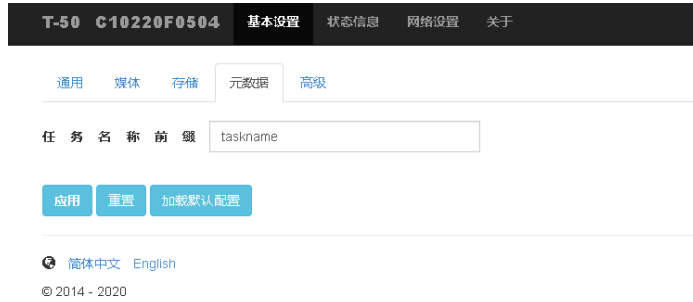 T-50 C10220F0504 基本设置 状态信息 网络设置 关于
通用 媒体 存储 元数据 高级
任务名称前缀 taskname
应用 重置 加载默认配置
简体中文 English
© 2014 - 2020